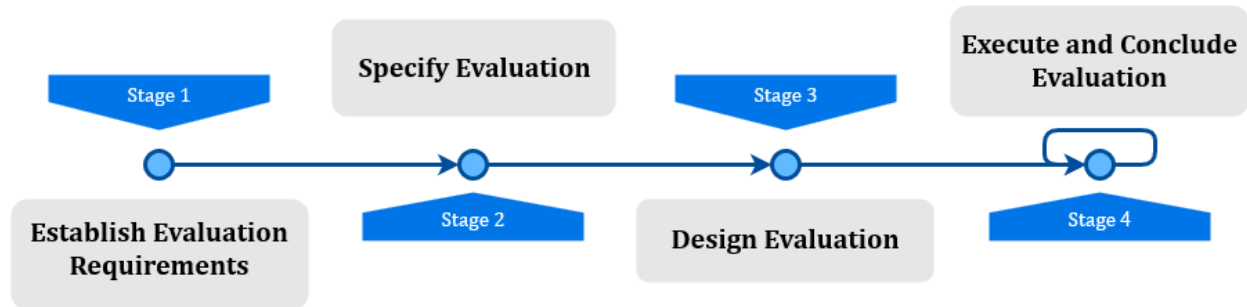 Stage 1
Establish Evaluation
Requirements
Specify Evaluation
Stage 2
Stage 3
Design Evaluation
Execute and Conclude
Evaluation
Stage 4